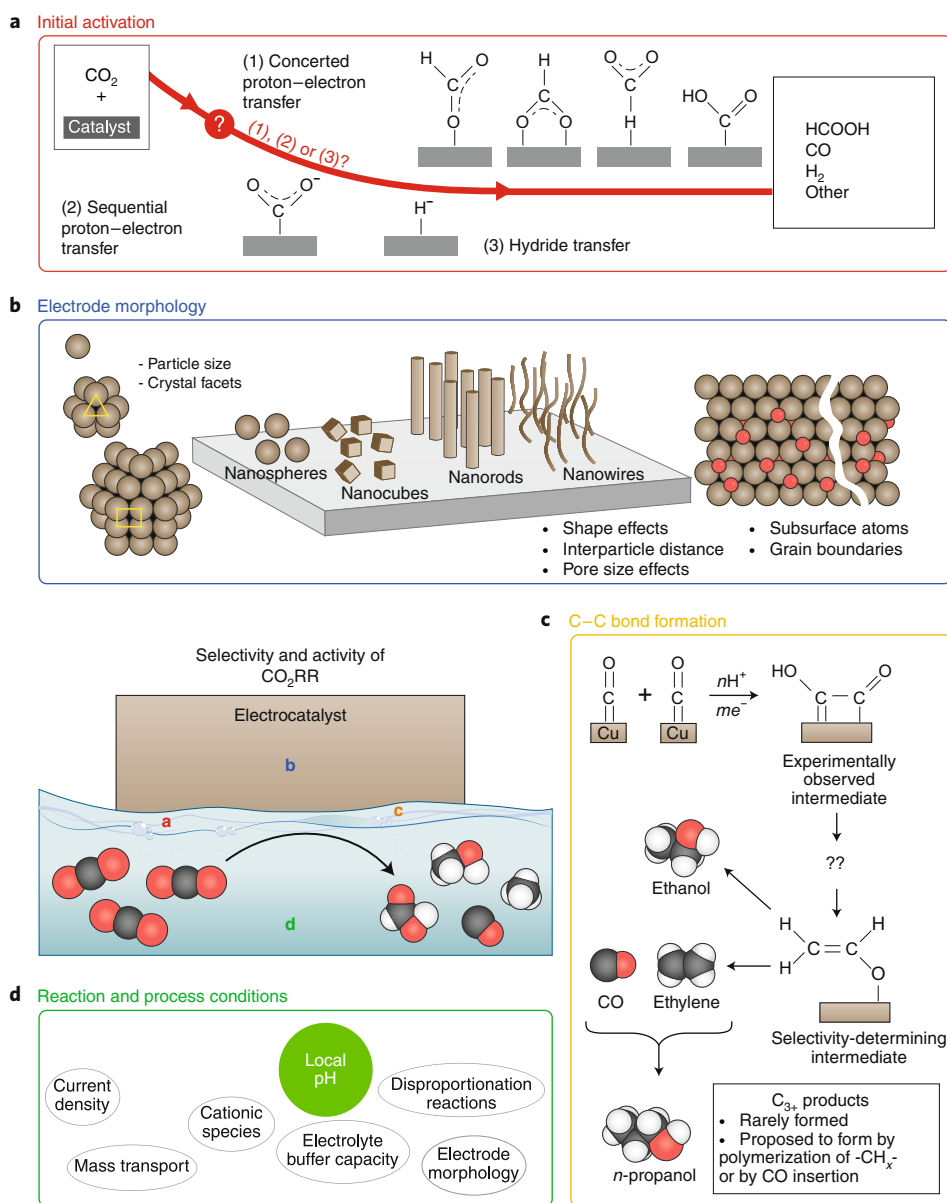 a Initial activation
CO₂
+
Catalyst
(1) Concerted
proton–electron
transfer
?
(1), (2) or (3)?
H
O
C
O
H
C
O
O
O
O
C
H
HO
O
C
HCOOH
CO
H₂
Other
(2) Sequential
proton–electron
transfer
O
O⁻
C
H⁻
(3) Hydride transfer
b Electrode morphology
- Particle size
- Crystal facets
Nanospheres
Nanocubes
Nanorods
Nanowires
• Shape effects
• Interparticle distance
• Pore size effects
• Subsurface atoms
• Grain boundaries
Selectivity and activity of
CO₂RR
Electrocatalyst
b
a
c
d
c C–C bond formation
O
C
Cu
+
O
C
Cu
nH⁺
me⁻
HO
O
C
C
Experimentally
observed
intermediate
??
Ethanol
H
H
C
C
H
O
CO
Ethylene
Selectivity-determining
intermediate
n-propanol
C₃₊ products
• Rarely formed
• Proposed to form by
polymerization of -CHₓ-
or by CO insertion
d Reaction and process conditions
Current
density
Cationic
species
Local
pH
Disproportionation
reactions
Mass transport
Electrolyte
buffer capacity
Electrode
morphology